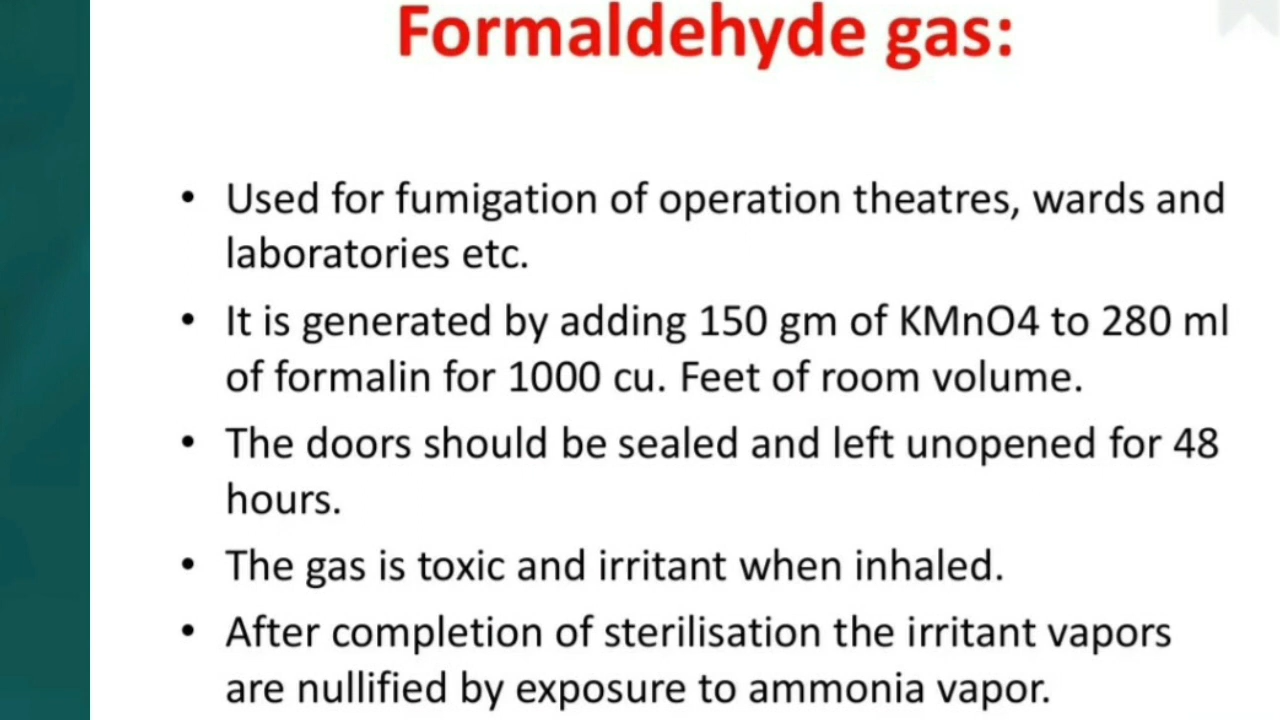 Formaldehyde gas:
• Used for fumigation of operation theatres, wards and
laboratories etc.
• It is generated by adding 150 gm of KMnO4 to 280 ml
of formalin for 1000 cu. Feet of room volume.
• The doors should be sealed and left unopened for 48
hours.
• The gas is toxic and irritant when inhaled.
• After completion of sterilisation the irritant vapors
are nullified by exposure to ammonia vapor.